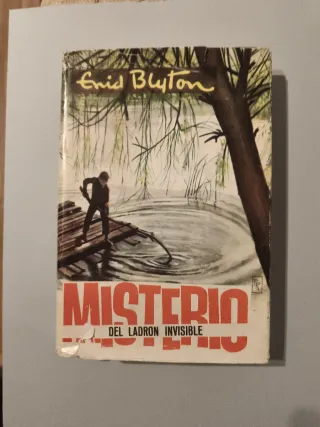 Enid Blyton
MISTERIO
DEL LADRON INVISIBLE